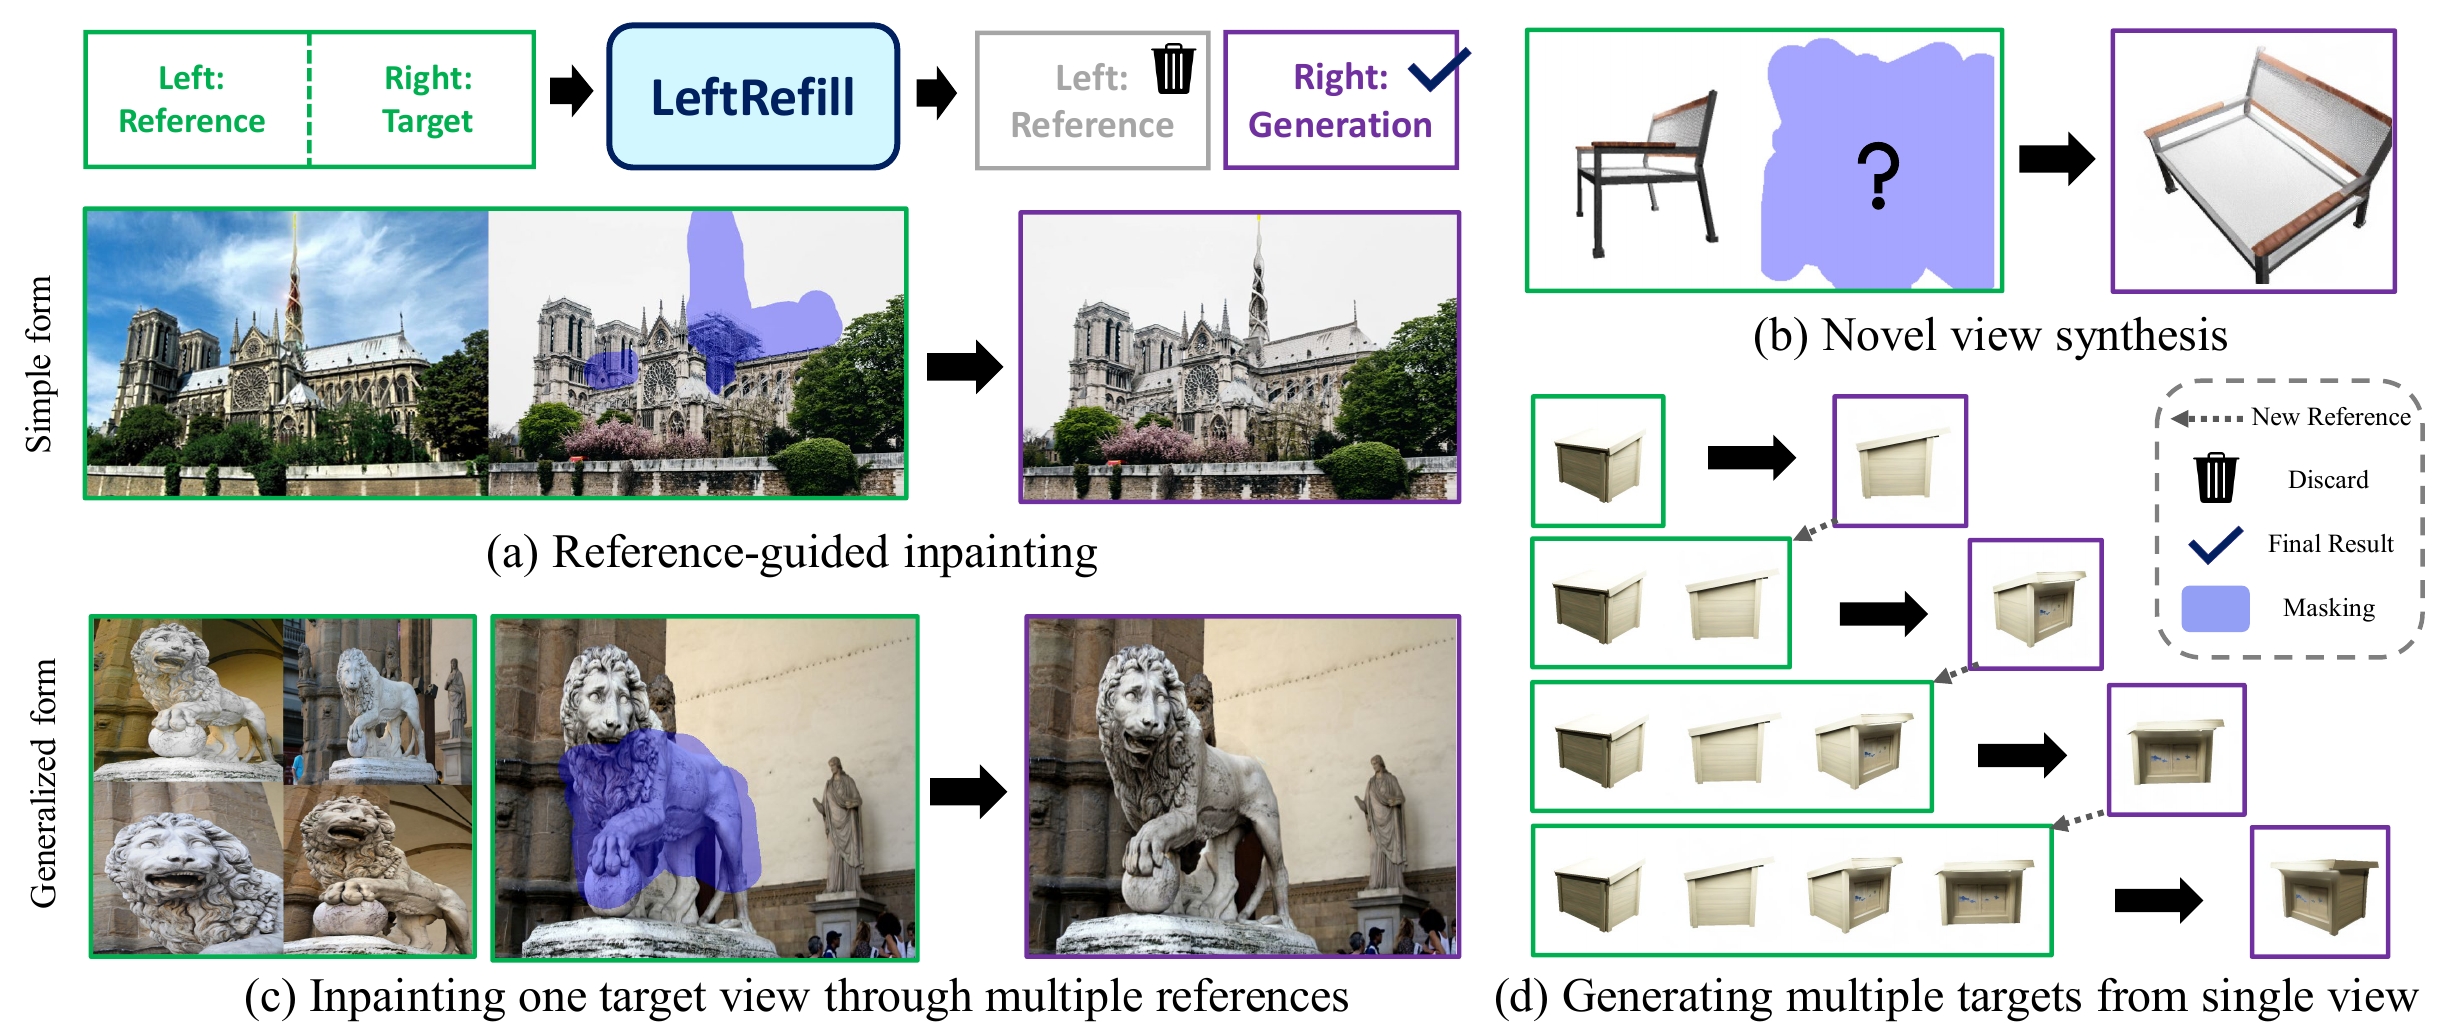 Left:
Reference
Right:
Target
LeftRefill
Left:
Reference
Right:
Generation
Simple form
(a) Reference-guided inpainting
?
(b) Novel view synthesis
New Reference
Discard
Final Result
Masking
Generalized form
(c) Inpainting one target view through multiple references
(d) Generating multiple targets from single view